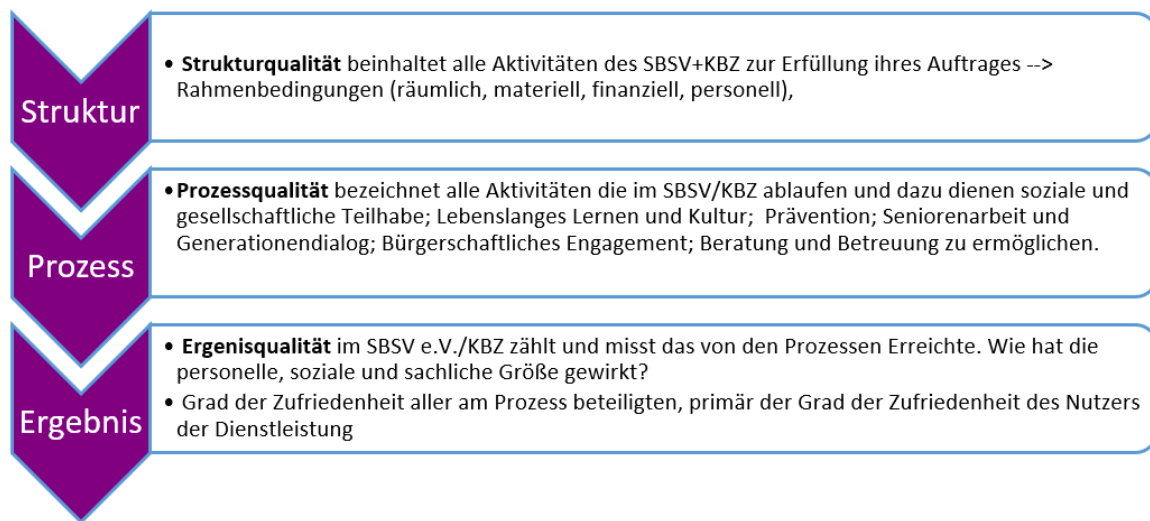 Struktur
• Strukturqualität beinhaltet alle Aktivitäten des SBSV+KBZ zur Erfüllung ihres Auftrages -->
Rahmenbedingungen (räumlich, materiell, finanziell, personell),
Prozess
•Prozessqualität bezeichnet alle Aktivitäten die im SBSV/KBZ ablaufen und dazu dienen soziale und
gesellschaftliche Teilhabe; Lebenslanges Lernen und Kultur;  Prävention; Seniorenarbeit und
Generationendialog; Bürgerschaftliches Engagement; Beratung und Betreuung zu ermöglichen.
Ergebnis
• Ergenisqualität im SBSV e.V./KBZ zählt und misst das von den Prozessen Erreichte. Wie hat die
personelle, soziale und sachliche Größe gewirkt?
• Grad der Zufriedenheit aller am Prozess beteiligten, primär der Grad der Zufriedenheit des Nutzers
der Dienstleistung